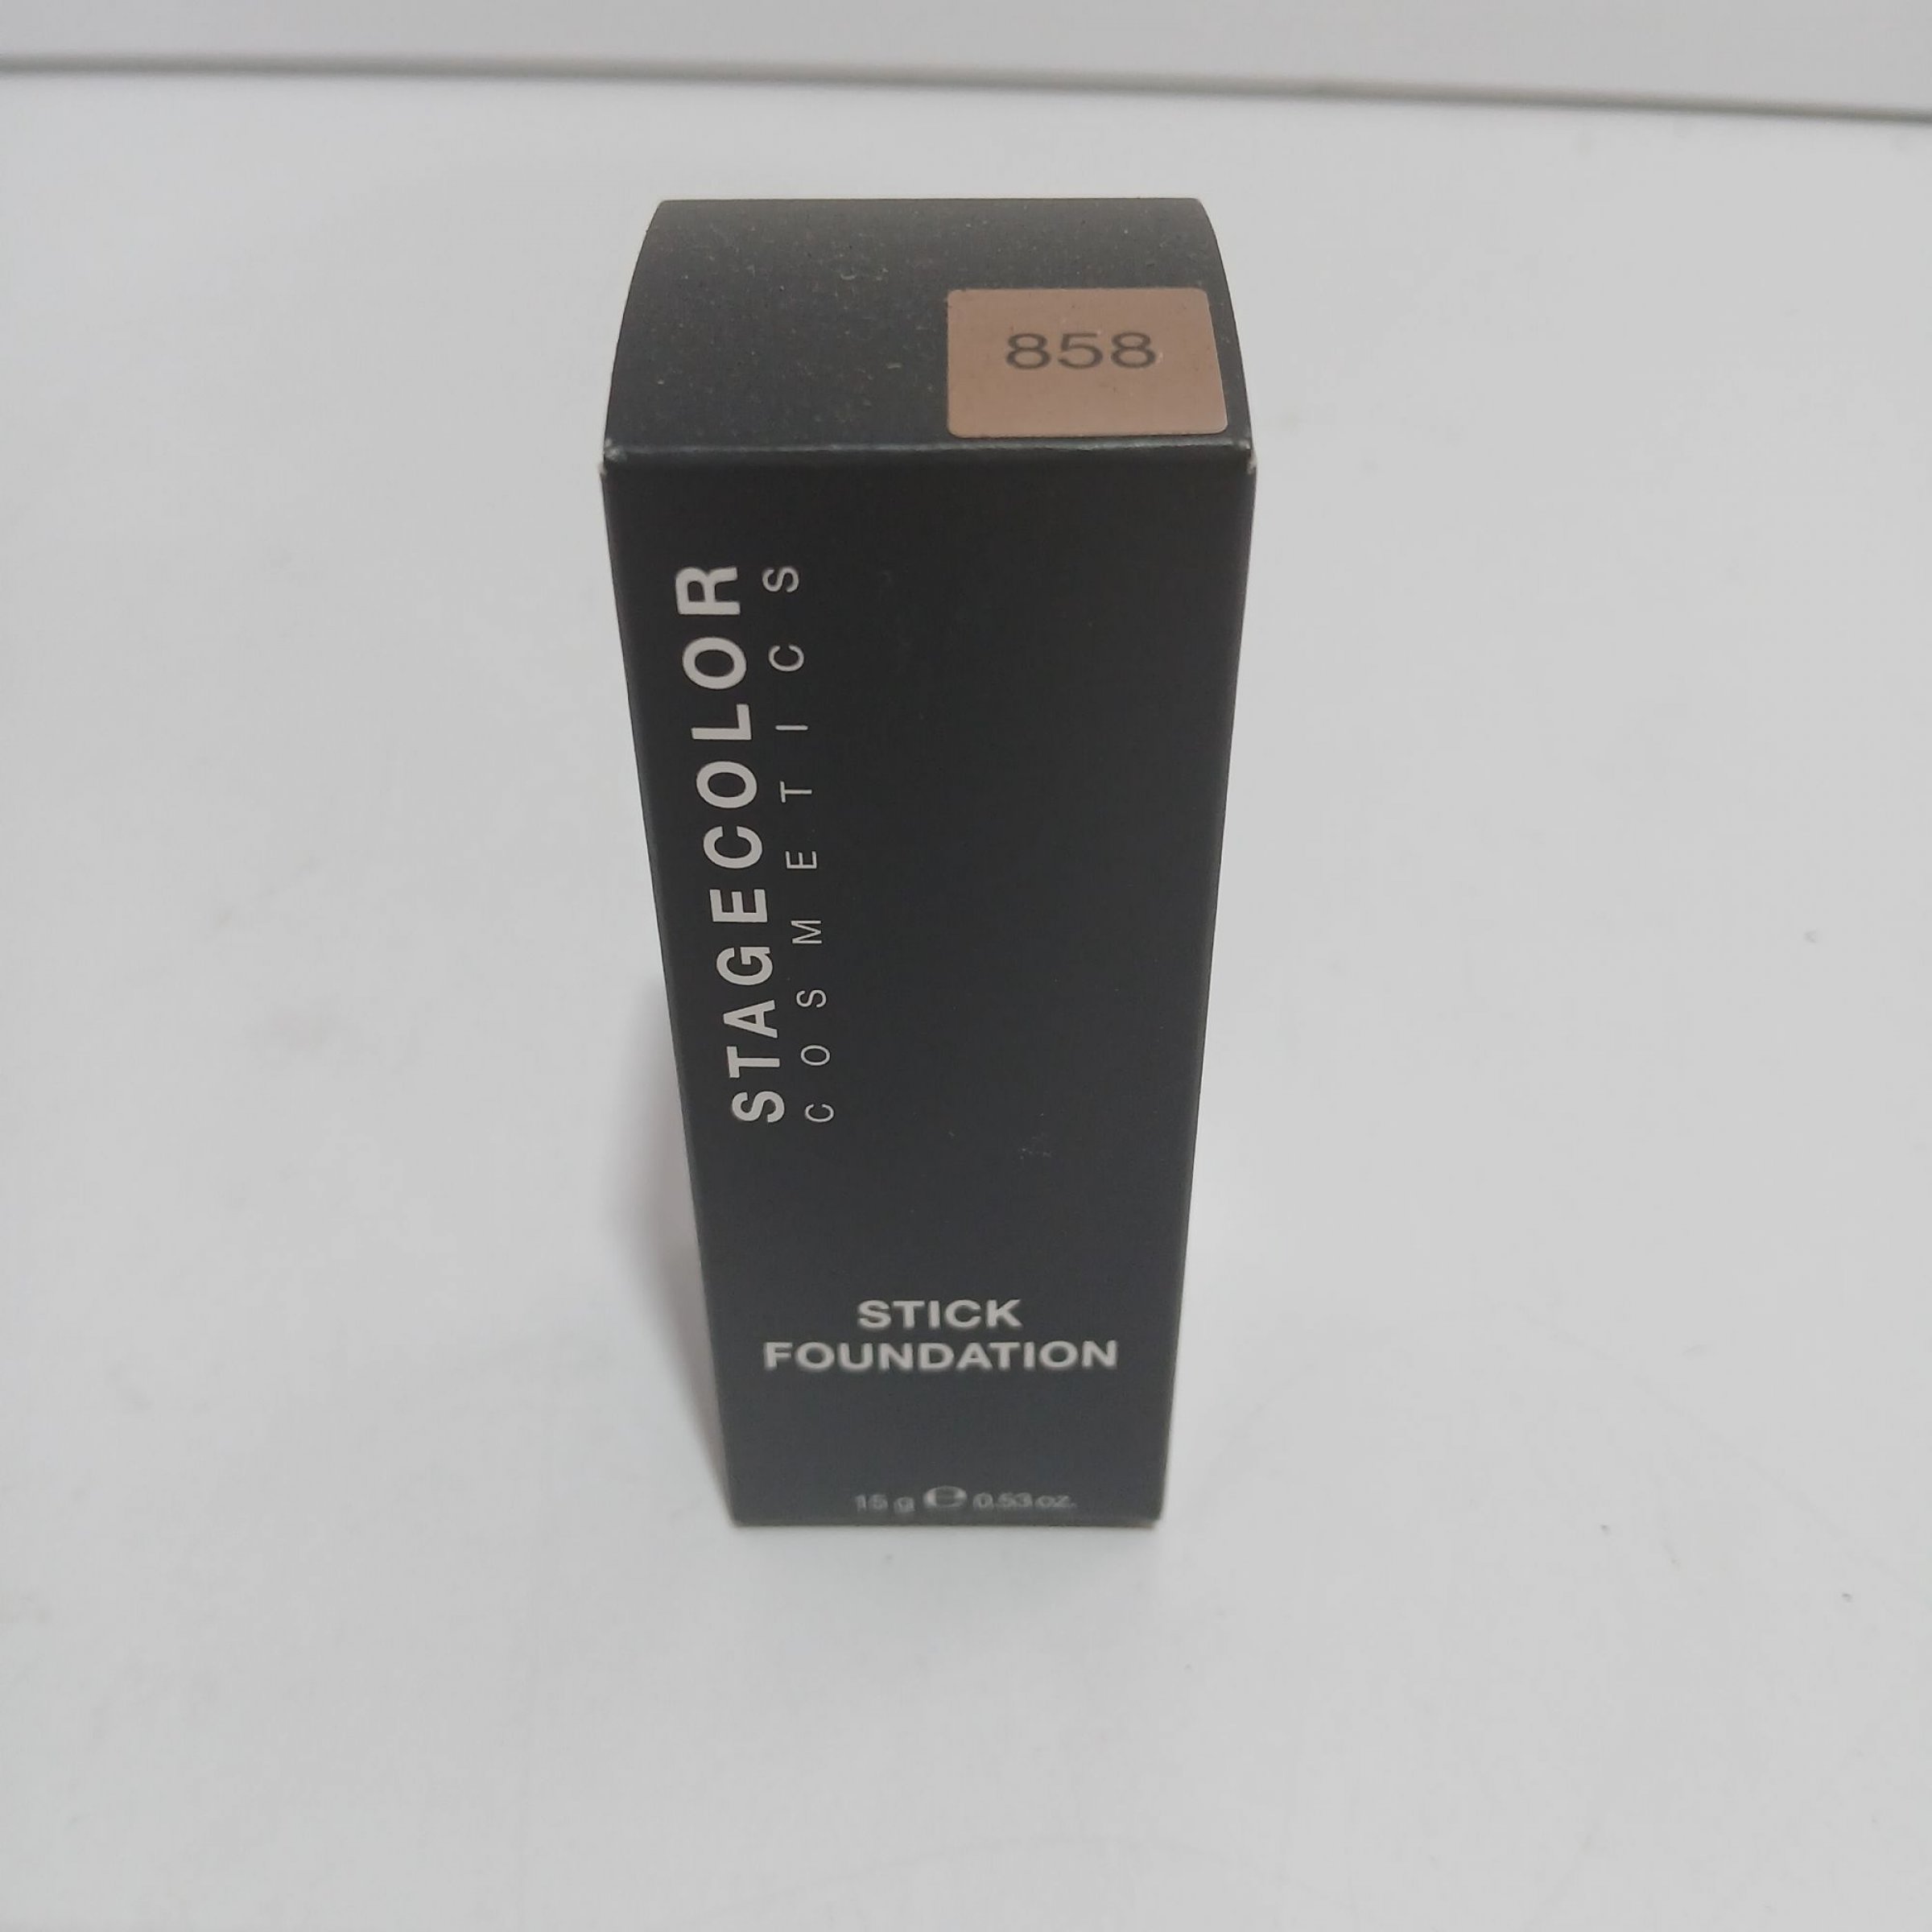 858
STAGECOLOR
COSMETICS
STICK
FOUNDATION
15 g e 0.53 oz.